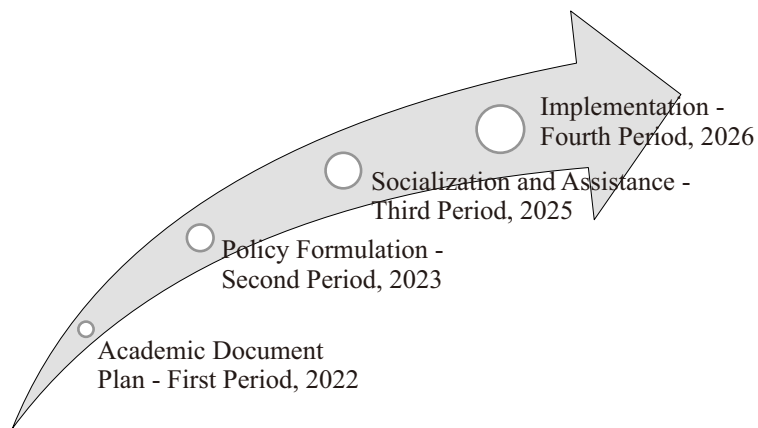 Implementation -
Fourth Period, 2026
Socialization and Assistance -
Third Period, 2025
Policy Formulation -
Second Period, 2023
Academic Document
Plan - First Period, 2022